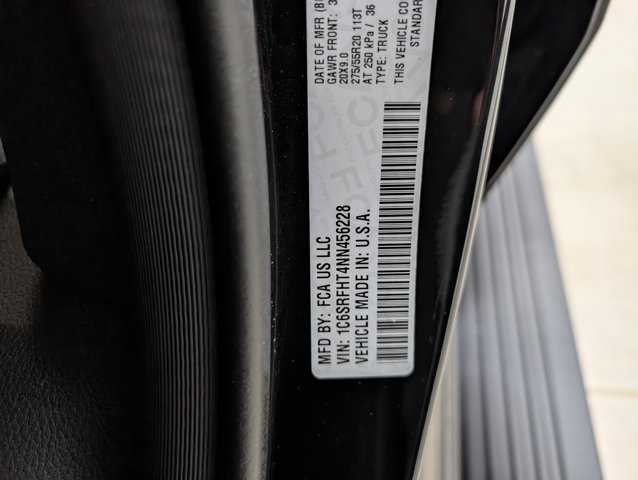 MFD BY: FCA US LLC
DATE OF MFR
GAWR FRONT:
20X9.0
275/55R20 113T
AT 250 kPa / 36
TYPE: TRUCK
THIS VEHICLE CO
STANDAR
VIN: 1C6SRFHT4NN456228
VEHICLE MADE IN: U.S.A.